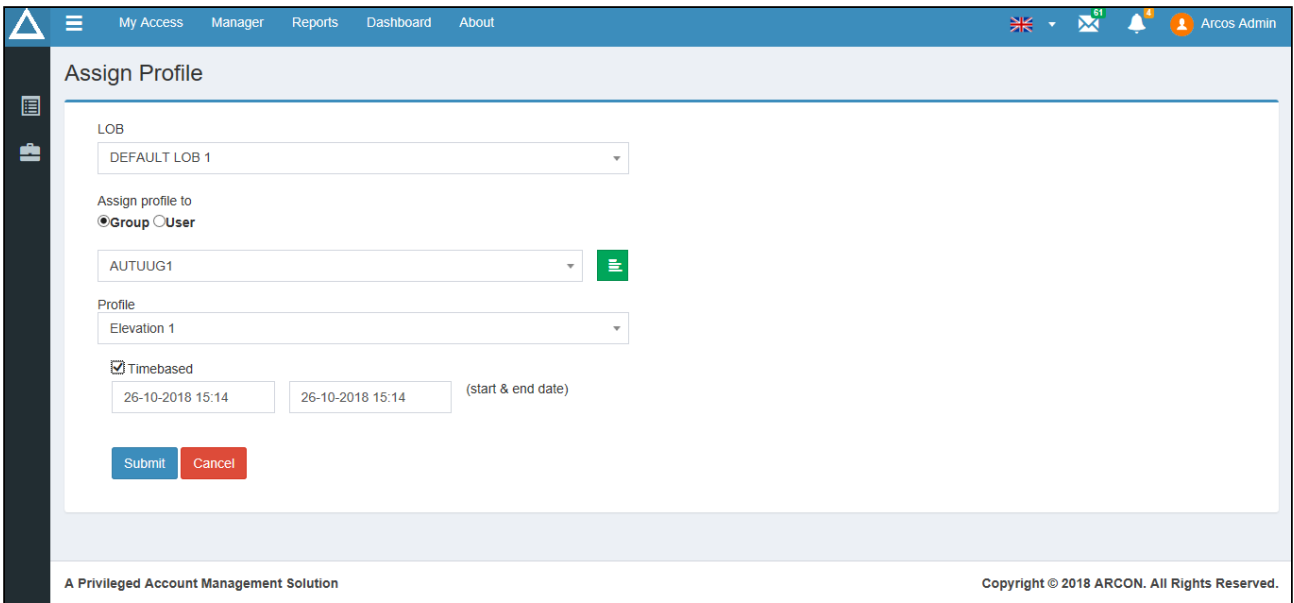 My Access Manager Reports Dashboard About 61 4 Arcos Admin
Assign Profile
LOB
DEFAULT LOB 1
Assign profile to
Group User
AUTUUG1
Profile
Elevation 1
Timebased
26-10-2018 15:14 26-10-2018 15:14 (start & end date)
Submit Cancel
A Privileged Account Management Solution Copyright © 2018 ARCON. All Rights Reserved.